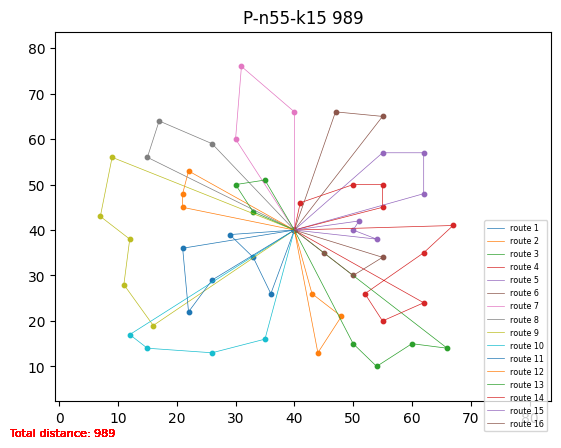 P-n55-k15 989
80
70
60
50
40
30
20
10
0
10
20
30
40
50
60
70
80
route 1
route 2
route 3
route 4
route 5
route 6
route 7
route 8
route 9
route 10
route 11
route 12
route 13
route 14
route 15
route 16
Total distance: 989